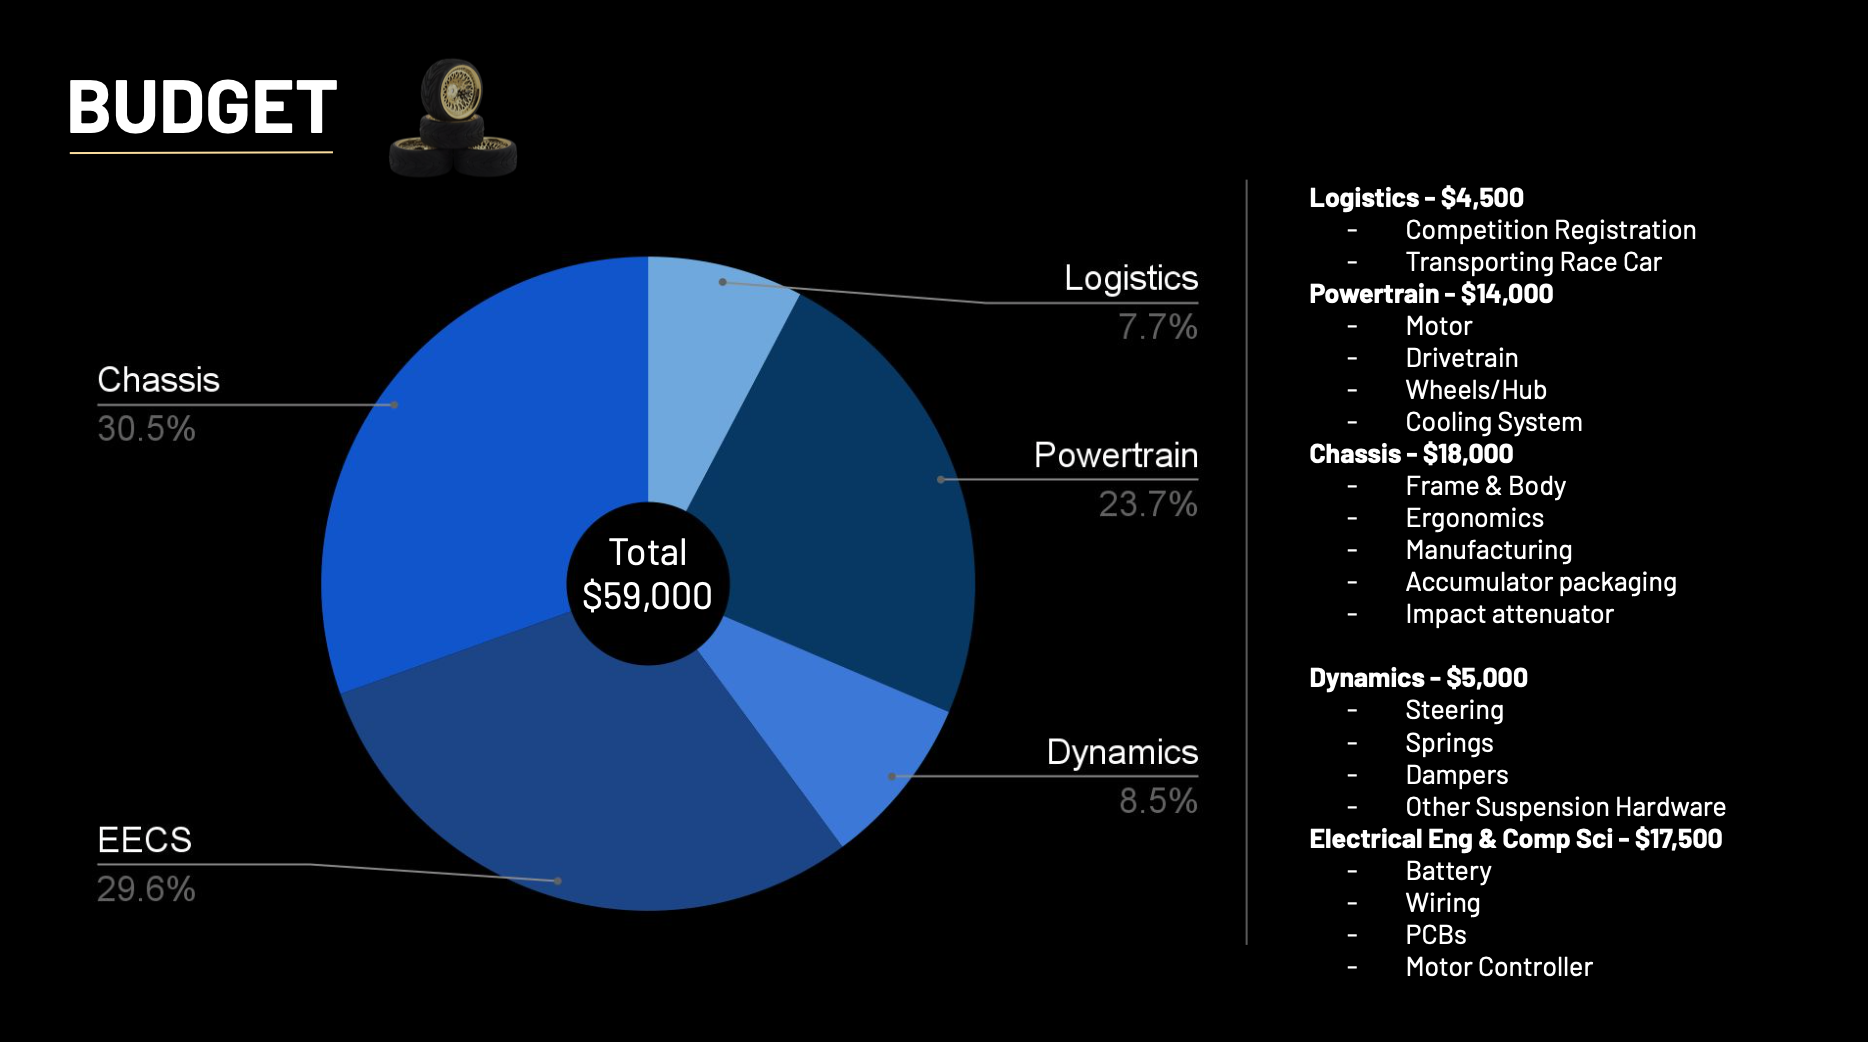 BUDGET
Logistics
7.7%
Chassis
30.5%
Powertrain
23.7%
Total
$59,000
Dynamics
8.5%
EECS
29.6%
Logistics - $4,500
- Competition Registration
- Transporting Race Car
Powertrain - $14,000
- Motor
- Drivetrain
- Wheels/Hub
- Cooling System
Chassis - $18,000
- Frame & Body
- Ergonomics
- Manufacturing
- Accumulator packaging
- Impact attenuator
Dynamics - $5,000
- Steering
- Springs
- Dampers
- Other Suspension Hardware
Electrical Eng & Comp Sci - $17,500
- Battery
- Wiring
- PCBs
- Motor Controller